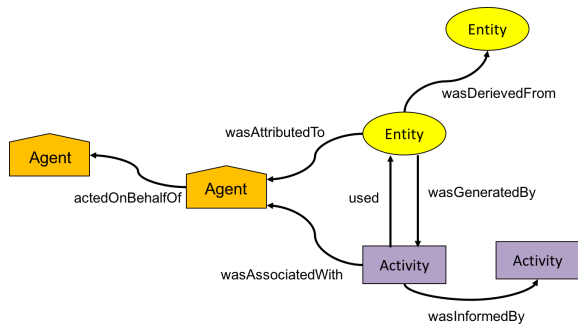 Entity
wasDerievedFrom
wasAttributedTo
Entity
Agent
Agent
actedOnBehalfOf
used
wasGeneratedBy
wasAssociatedWith
Activity
Activity
wasInformedBy